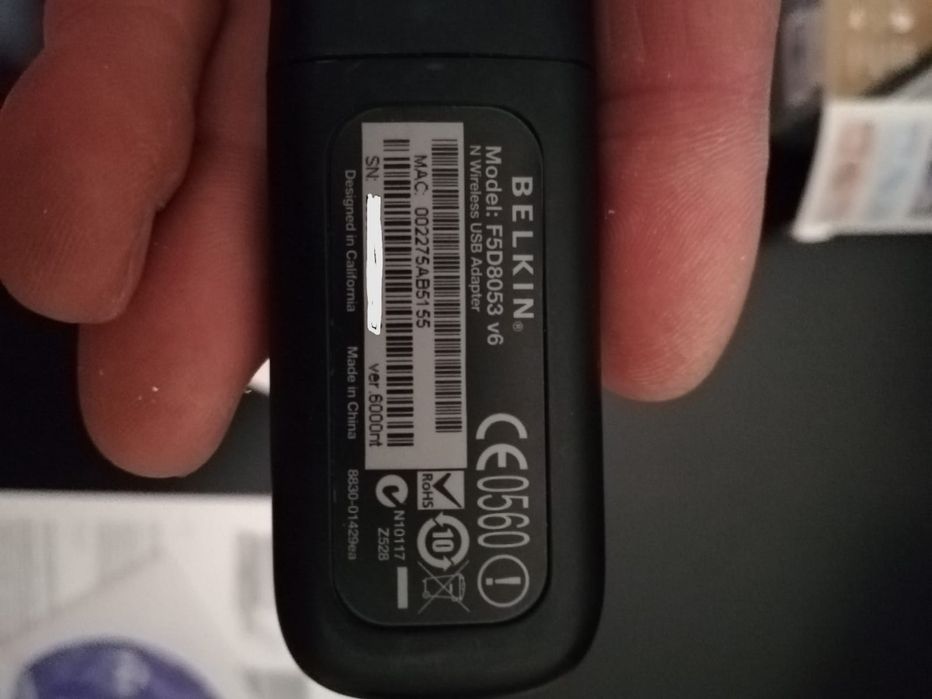 BELKIN®
Model: F5D8053 v6
N Wireless USB Adapter
MAC: 002275AB5155
SN: ver.6000nt
Designed in California Made in China 8830-01429ea
CE0560
RoHS
10
N10117
Z528